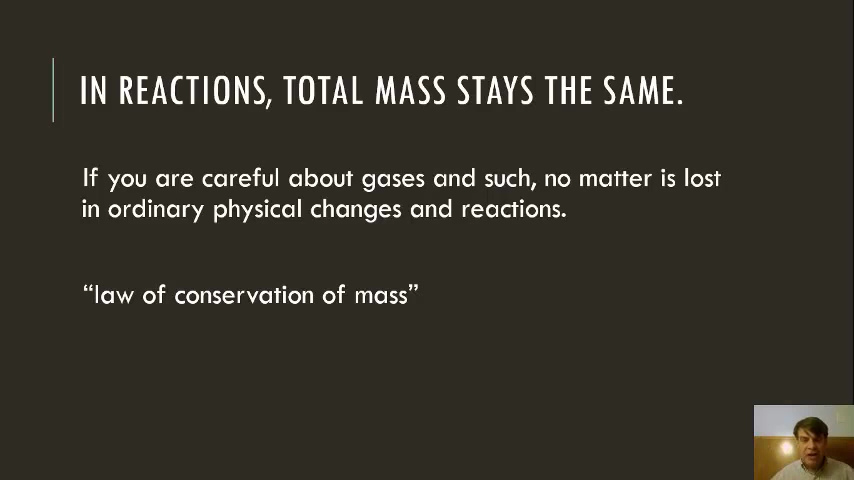 IN REACTIONS, TOTAL MASS STAYS THE SAME.
If you are careful about gases and such, no matter is lost
in ordinary physical changes and reactions.
“law of conservation of mass”